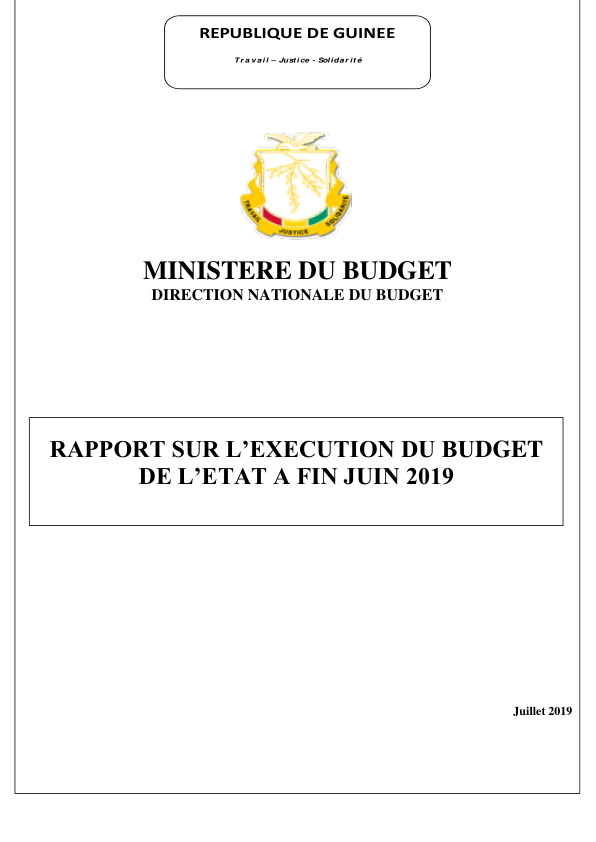 REPUBLIQUE DE GUINEE
Travail – Justice - Solidarité
TRAVAIL
JUSTICE
SOLIDARITE
MINISTERE DU BUDGET
DIRECTION NATIONALE DU BUDGET
RAPPORT SUR L’EXECUTION DU BUDGET
DE L’ETAT A FIN JUIN 2019
Juillet 2019